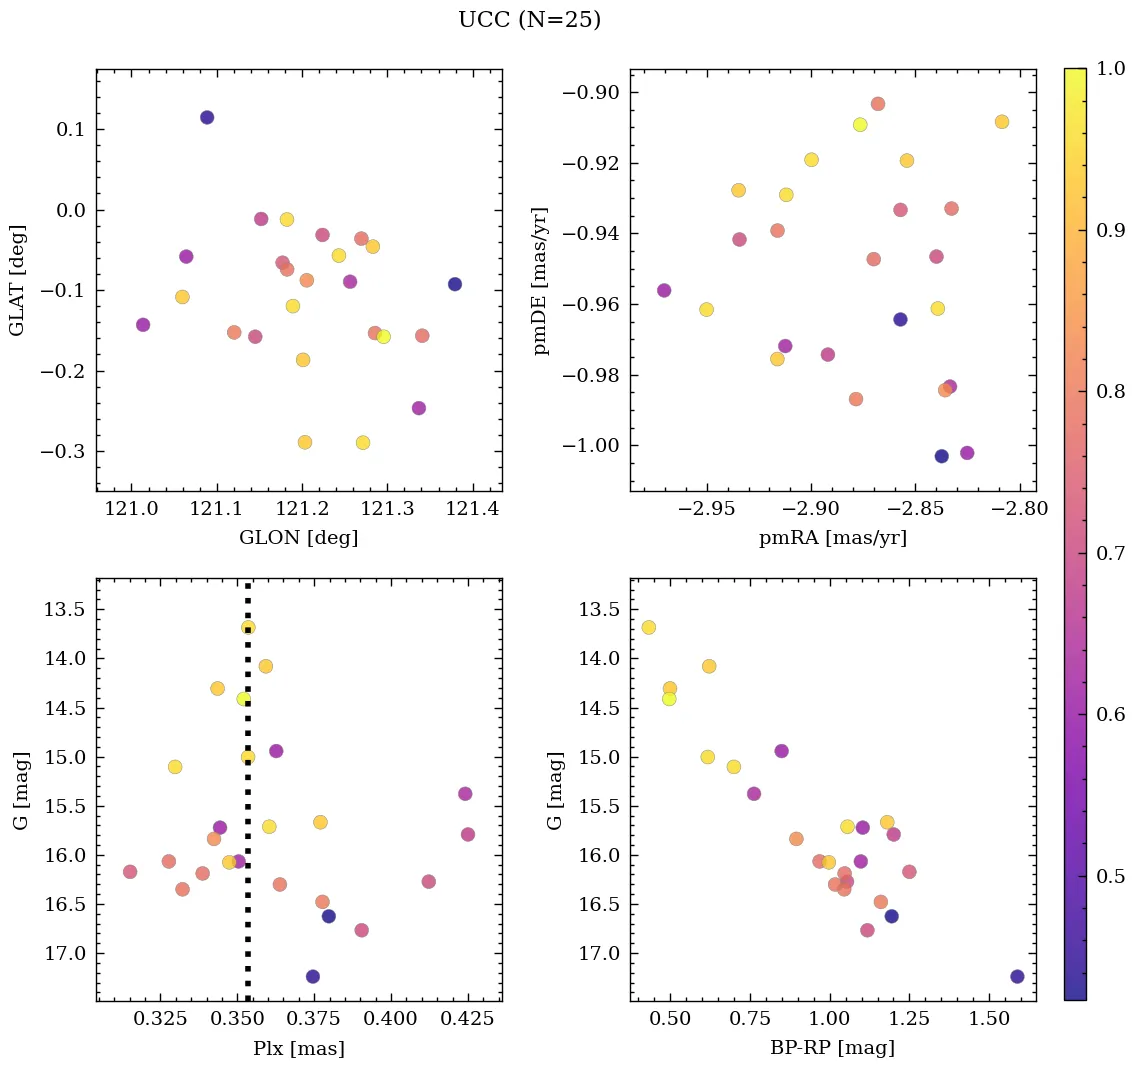 UCC (N=25)
0.1
0.0
−0.1
−0.2
−0.3
GLAT [deg]
121.0 121.1 121.2 121.3 121.4
GLON [deg]
−0.90
−0.92
−0.94
−0.96
−0.98
−1.00
pmDE [mas/yr]
−2.95 −2.90 −2.85 −2.80
pmRA [mas/yr]
13.5
14.0
14.5
15.0
15.5
16.0
16.5
17.0
G [mag]
0.325 0.350 0.375 0.400 0.425
Plx [mas]
13.5
14.0
14.5
15.0
15.5
16.0
16.5
17.0
G [mag]
0.50 0.75 1.00 1.25 1.50
BP-RP [mag]
1.0
0.9
0.8
0.7
0.6
0.5